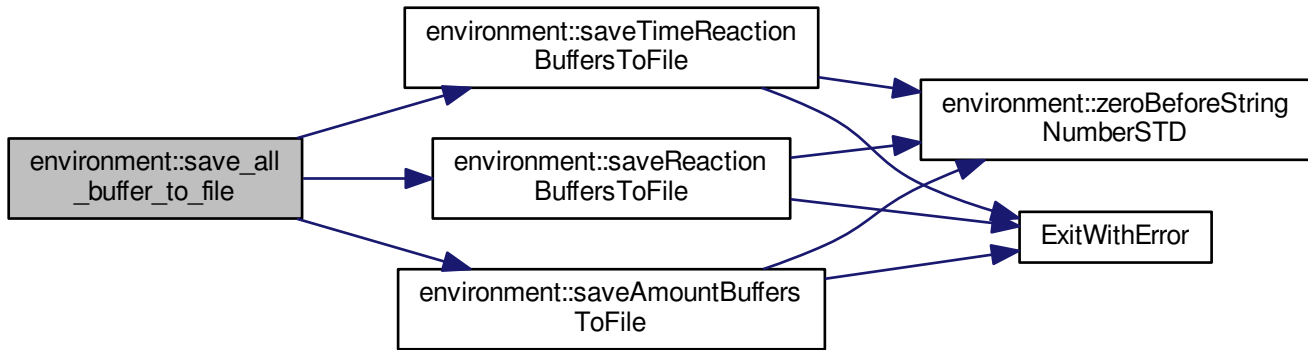 environment::save_all
_buffer_to_file
environment::saveTimeReaction
BuffersToFile
environment::saveReaction
BuffersToFile
environment::saveAmountBuffers
ToFile
environment::zeroBeforeString
NumberSTD
ExitWithError